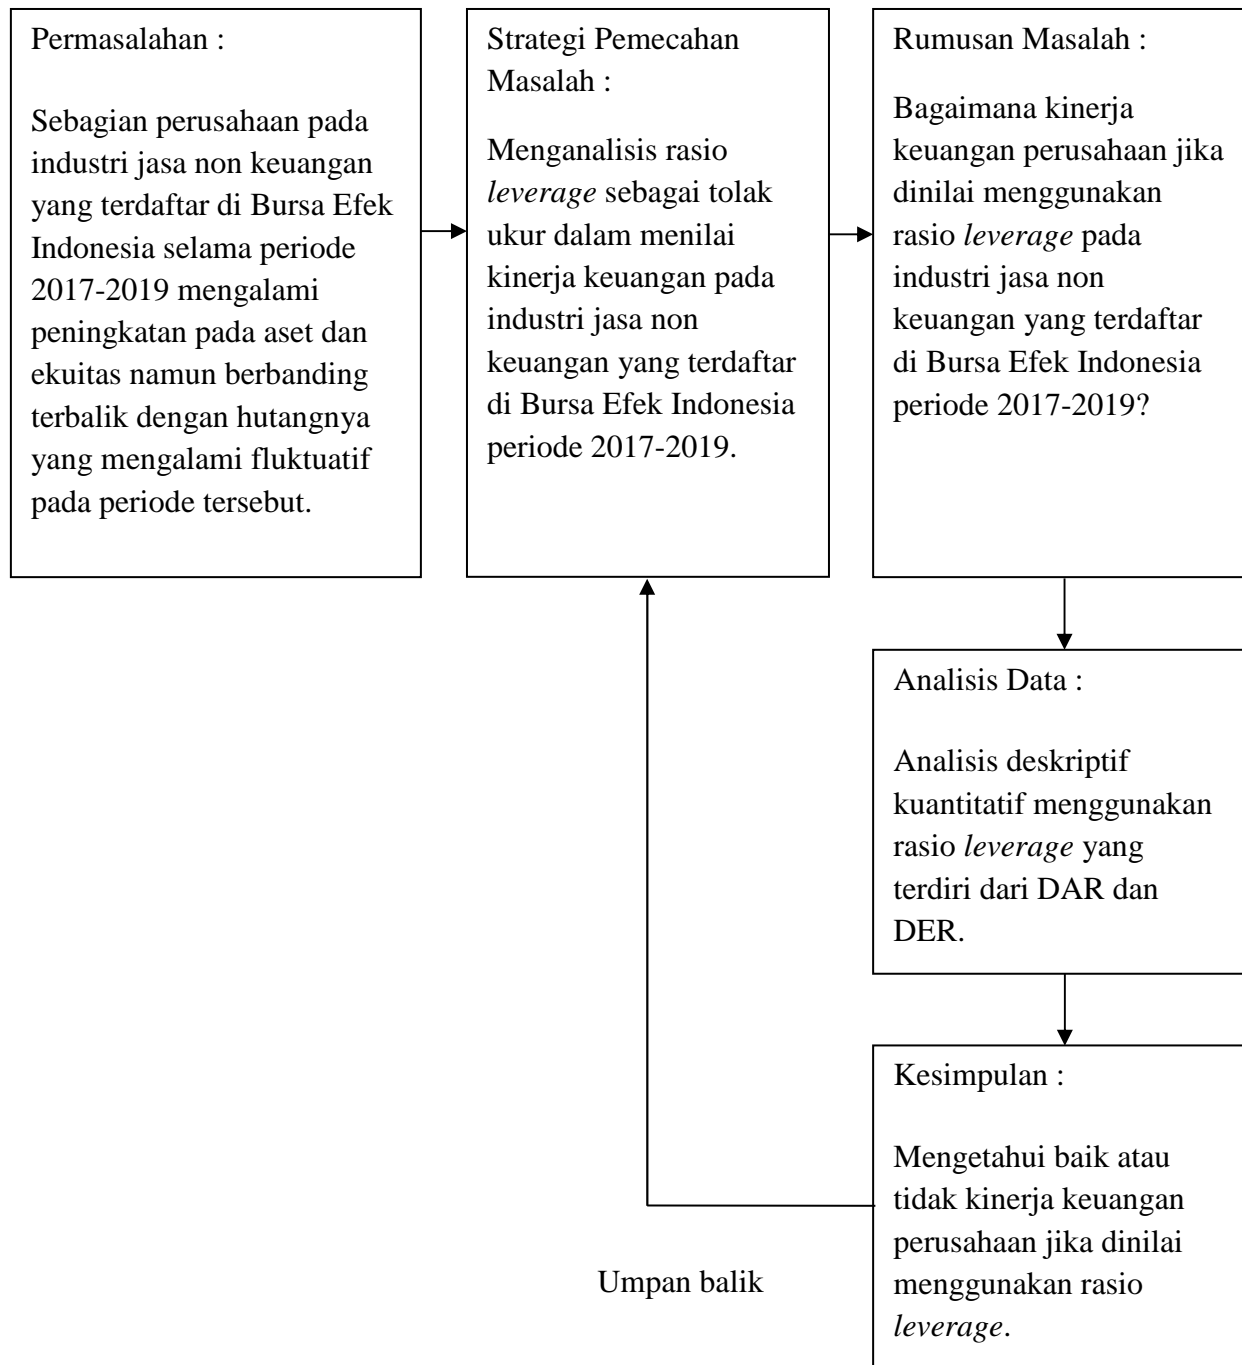 Permasalahan :
Sebagian perusahaan pada
industri jasa non keuangan
yang terdaftar di Bursa Efek
Indonesia selama periode
2017-2019 mengalami
peningkatan pada aset dan
ekuitas namun berbanding
terbalik dengan hutangnya
yang mengalami fluktuatif
pada periode tersebut.
Strategi Pemecahan
Masalah :
Menganalisis rasio
leverage sebagai tolak
ukur dalam menilai
kinerja keuangan pada
industri jasa non
keuangan yang terdaftar
di Bursa Efek Indonesia
periode 2017-2019.
Rumusan Masalah :
Bagaimana kinerja
keuangan perusahaan jika
dinilai menggunakan
rasio leverage pada
industri jasa non
keuangan yang terdaftar
di Bursa Efek Indonesia
periode 2017-2019?
Analisis Data :
Analisis deskriptif
kuantitatif menggunakan
rasio leverage yang
terdiri dari DAR dan
DER.
Kesimpulan :
Mengetahui baik atau
tidak kinerja keuangan
perusahaan jika dinilai
menggunakan rasio
leverage.
Umpan balik